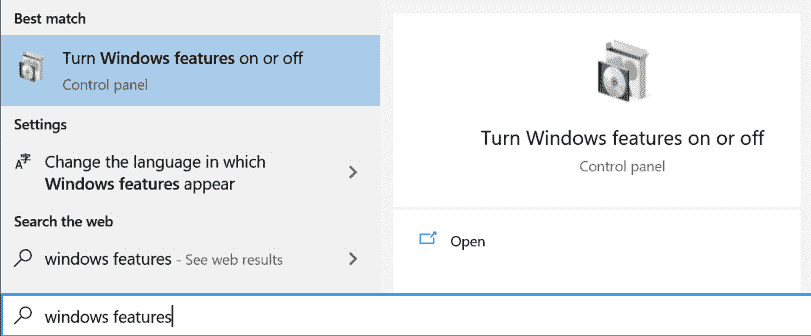 Best match
Turn Windows features on or off
Control panel
Settings
Change the language in which
Windows features appear
Search the web
windows features - See web results
windows features
Turn Windows features on or off
Control panel
Open